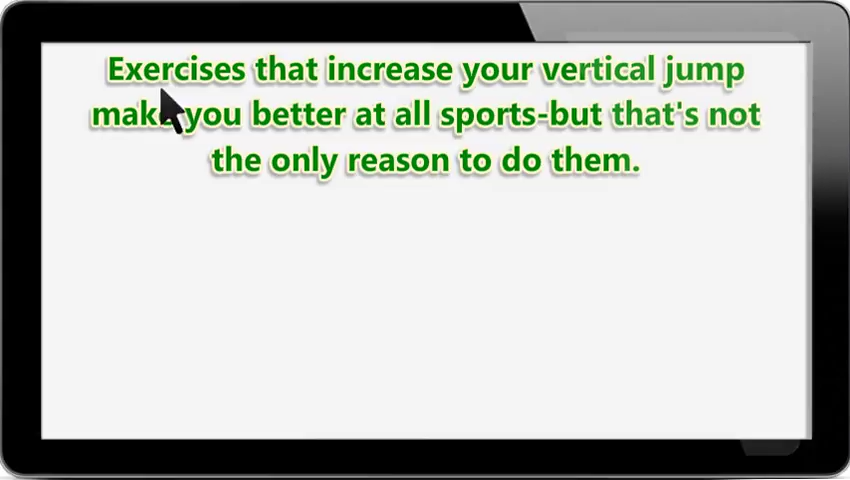 Exercises that increase your vertical jump
make you better at all sports-but that's not
the only reason to do them.